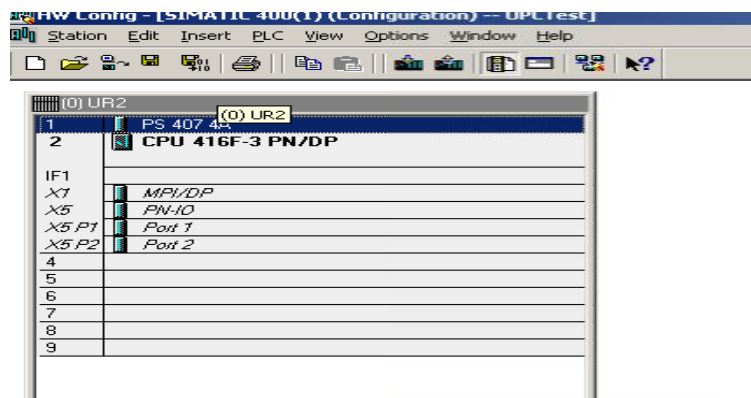 HW Config - [SIMATIC 400(1) (Configuration) -- UPLTest]
Station Edit Insert PLC View Options Window Help
(0) UR2
(0) UR2
1 PS 407 4A
2 CPU 416F-3 PN/DP
IF1
X1 MPI/DP
X5 PN-IO
X5 P1 Port 1
X5 P2 Port 2
4
5
6
7
8
9